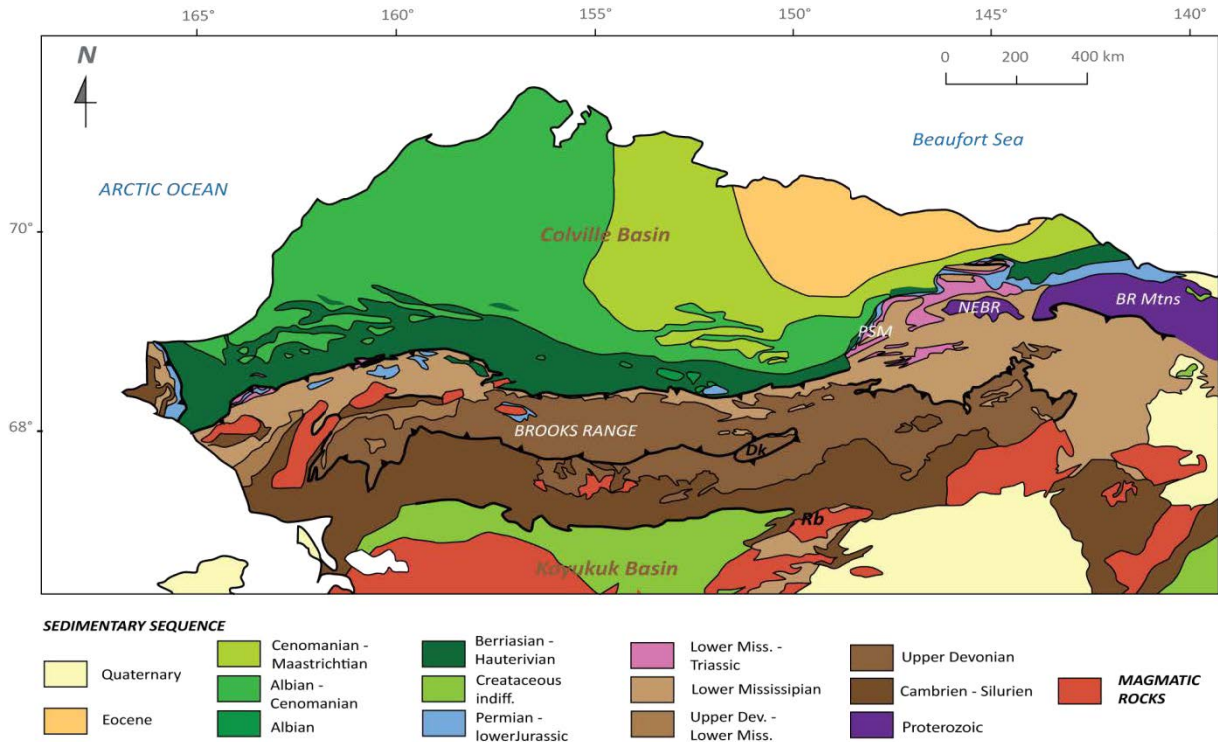 165° 160° 155° 150° 145° 140°
N
0 200 400 km
Beaufort Sea
ARCTIC OCEAN
70°
Colville Basin
BR Mtns
NEBR
PSM
68°
BROOKS RANGE
Dk
Rb
Koyukuk Basin
SEDIMENTARY SEQUENCE
Quaternary
Eocene
Cenomanian -
Maastrichtian
Albian -
Cenomanian
Albian
Berriasian -
Hauterivian
Creataceous
indiff.
Permian -
lowerJurassic
Lower Miss. -
Triassic
Lower Mississipian
Upper Dev. -
Lower Miss.
Upper Devonian
Cambrien - Silurien
Proterozoic
MAGMATIC
ROCKS